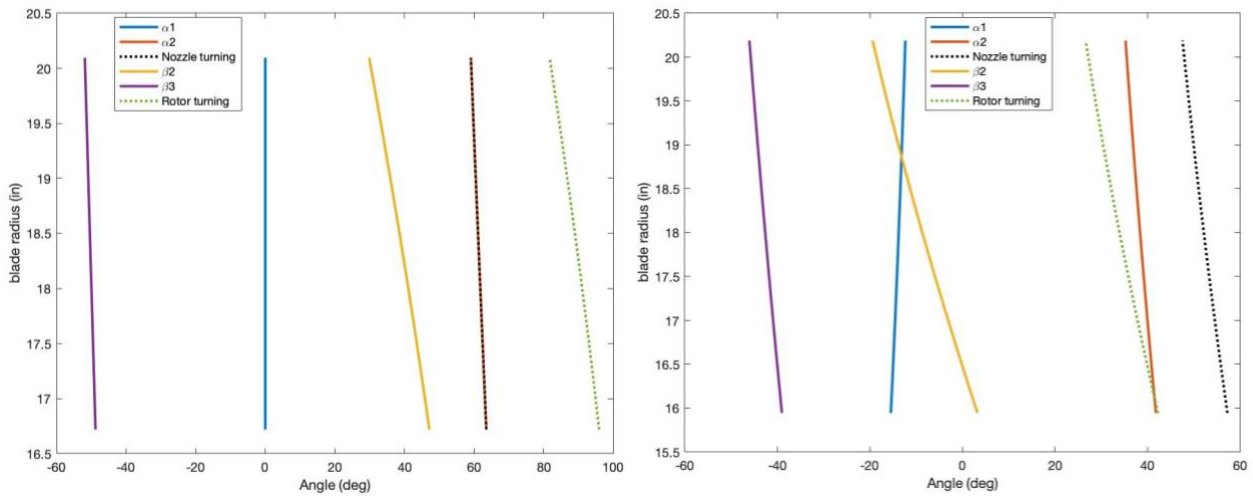 20.5
20
19.5
19
18.5
18
17.5
17
16.5
blade radius (in)
α1
α2
Nozzle turning
β2
β3
Rotor turning
-60 -40 -20 0 20 40 60 80 100
Angle (deg)
20.5
20
19.5
19
18.5
18
17.5
17
16.5
16
15.5
blade radius (in)
α1
α2
Nozzle turning
β2
β3
Rotor turning
-60 -40 -20 0 20 40 60
Angle (deg)